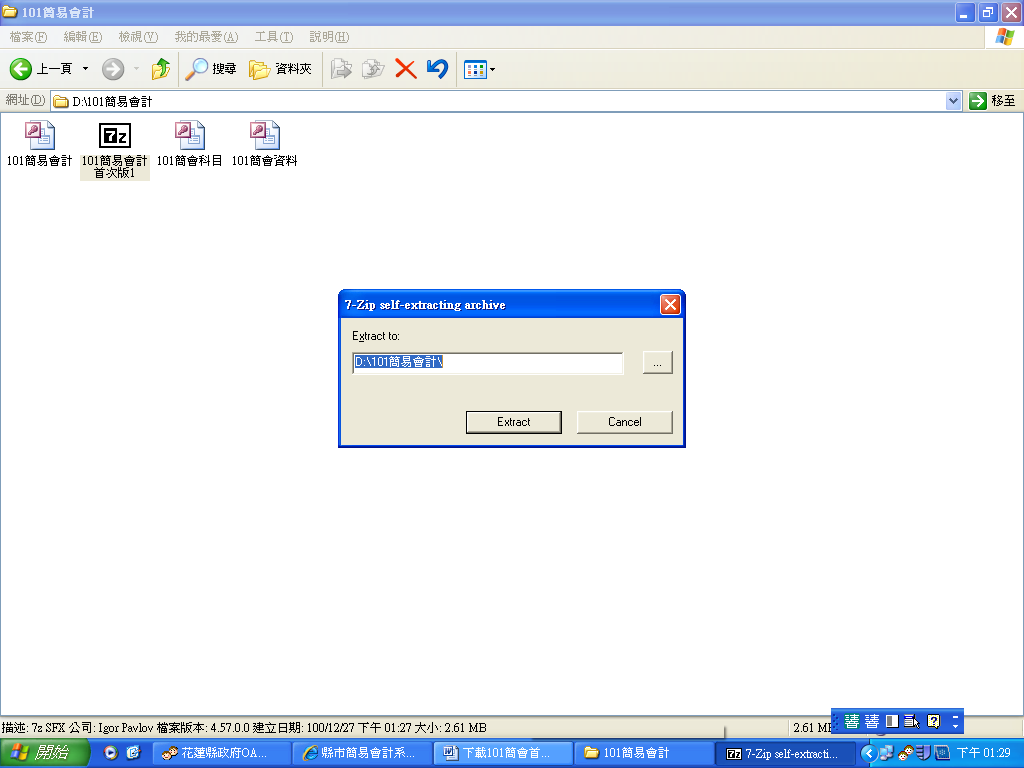 101簡易會計
檔案(F) 編輯(E) 檢視(V) 我的最愛(A) 工具(T) 說明(H)
上一頁 搜尋 資料夾
網址(D) D:\101簡易會計 移至
101簡易會計
7z
101簡易會計
首次版1
101簡會科目
101簡會資料
7-Zip self-extracting archive
Extract to:
D:\101簡易會計\
...
Extract Cancel
描述: 7z SFX 公司: Igor Pavlov 檔案版本: 4.57.0.0 建立日期: 100/12/27 下午 01:27 大小: 2.61 MB
2.61 MB
開始 花蓮縣政府OA... 縣市簡易會計系... 下載101簡會首... 101簡易會計 7-Zip self-extracti... 下午 01:29